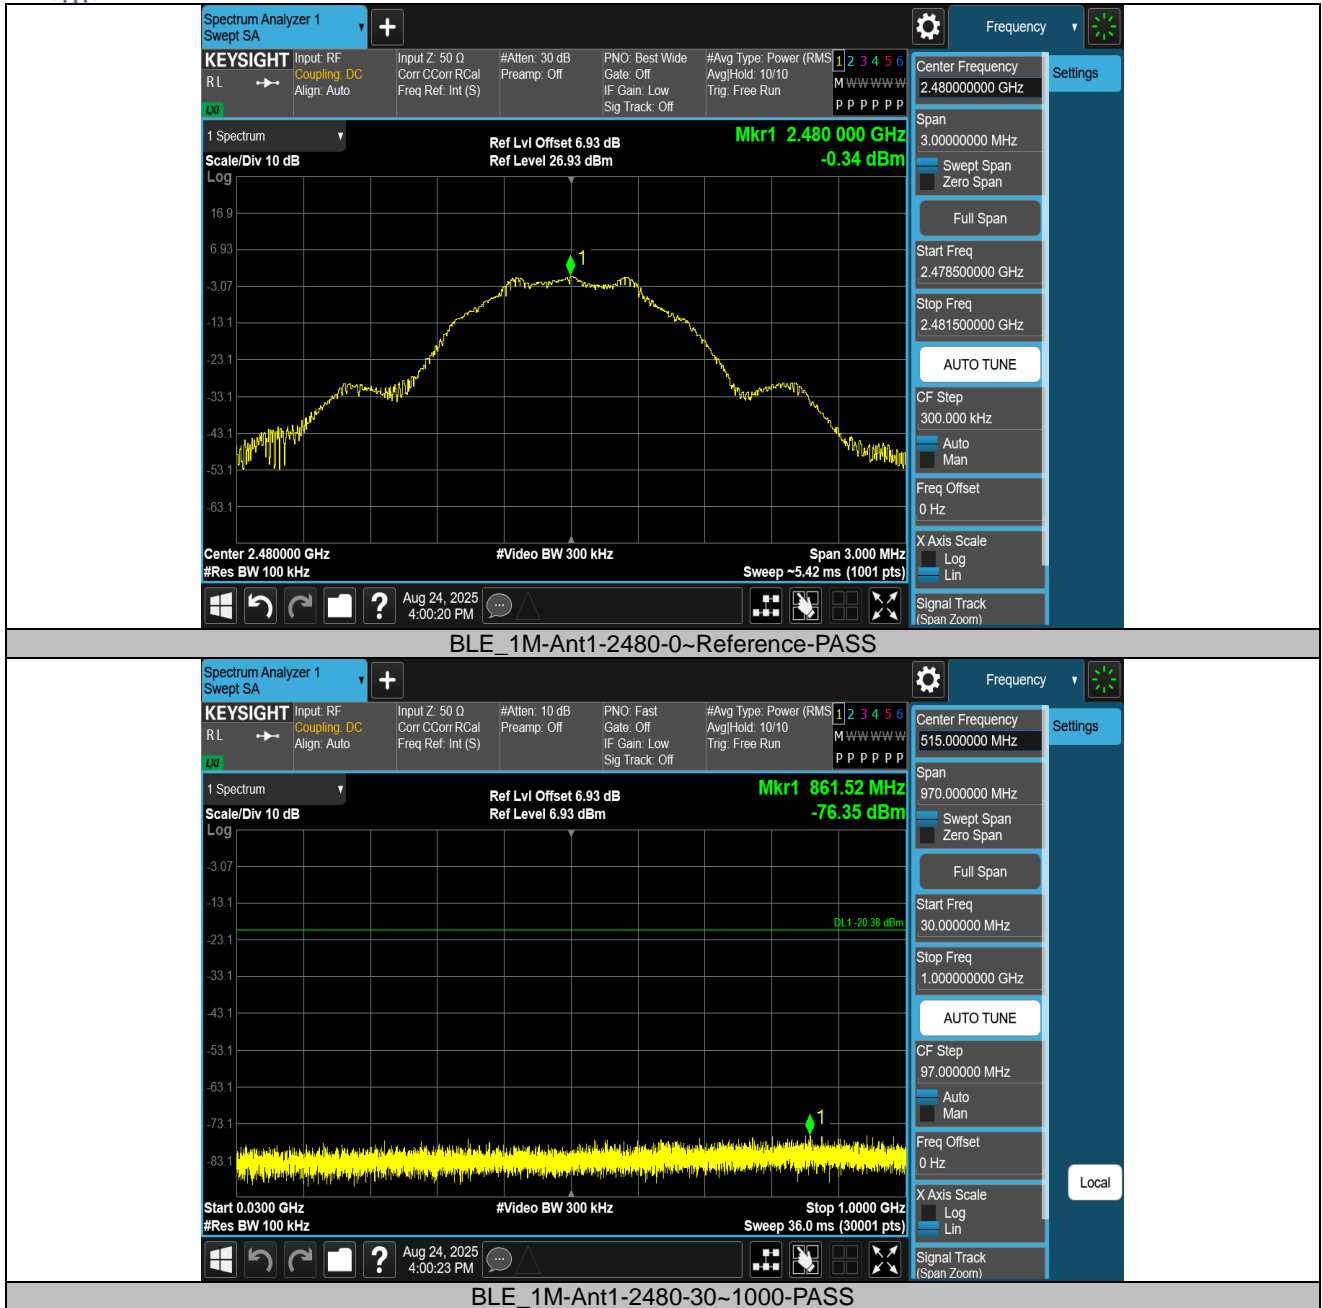 Spectrum Analyzer 1
Swept SA
Frequency
KEYSIGHT
RL
LXI
Input: RF
Coupling: DC
Align: Auto
Input Z: 50 Ω
Corr CCorr RCal
Freq Ref: Int (S)
#Atten: 30 dB
Preamp: Off
PNO: Best Wide
Gate: Off
IF Gain: Low
Sig Track: Off
#Avg Type: Power (RMS
Avg|Hold: 10/10
Trig: Free Run
1 2 3 4 5 6
M W W W W W
P P P P P P
Center Frequency
2.480000000 GHz
Settings
Span
3.00000000 MHz
Swept Span
Zero Span
Full Span
Start Freq
2.478500000 GHz
Stop Freq
2.481500000 GHz
AUTO TUNE
CF Step
300.000 kHz
Auto
Man
Freq Offset
0 Hz
X Axis Scale
Log
Lin
Signal Track
(Span Zoom)
1 Spectrum
Scale/Div 10 dB
Log
Ref Lvl Offset 6.93 dB
Ref Level 26.93 dBm
Mkr1 2.480 000 GHz
-0.34 dBm
16.9
6.93
-3.07
-13.1
-23.1
-33.1
-43.1
-53.1
-63.1
1
Center 2.480000 GHz
#Res BW 100 kHz
#Video BW 300 kHz
Span 3.000 MHz
Sweep ~5.42 ms (1001 pts)
Aug 24, 2025
4:00:20 PM
BLE_1M-Ant1-2480-0~Reference-PASS
Spectrum Analyzer 1
Swept SA
Frequency
KEYSIGHT
RL
LXI
Input: RF
Coupling: DC
Align: Auto
Input Z: 50 Ω
Corr CCorr RCal
Freq Ref: Int (S)
#Atten: 10 dB
Preamp: Off
PNO: Fast
Gate: Off
IF Gain: Low
Sig Track: Off
#Avg Type: Power (RMS
Avg|Hold: 10/10
Trig: Free Run
1 2 3 4 5 6
M W W W W W
P P P P P P
Center Frequency
515.000000 MHz
Settings
Span
970.000000 MHz
Swept Span
Zero Span
Full Span
Start Freq
30.000000 MHz
Stop Freq
1.000000000 GHz
AUTO TUNE
CF Step
97.000000 MHz
Auto
Man
Freq Offset
0 Hz
X Axis Scale
Log
Lin
Signal Track
(Span Zoom)
Local
1 Spectrum
Scale/Div 10 dB
Log
Ref Lvl Offset 6.93 dB
Ref Level 6.93 dBm
Mkr1 861.52 MHz
-76.35 dBm
-3.07
-13.1
-23.1
-33.1
-43.1
-53.1
-63.1
-73.1
-83.1
DL1 -20.38 dBm
1
Start 0.0300 GHz
#Res BW 100 kHz
#Video BW 300 kHz
Stop 1.0000 GHz
Sweep 36.0 ms (30001 pts)
Aug 24, 2025
4:00:23 PM
BLE_1M-Ant1-2480-30~1000-PASS